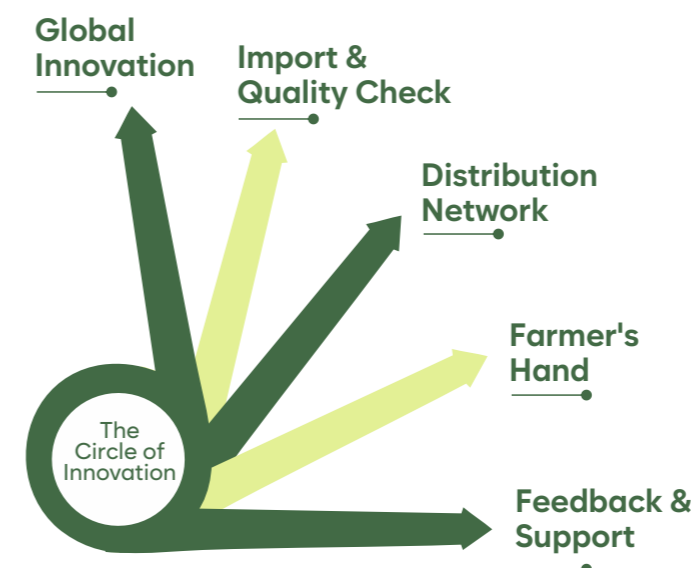 Global
Innovation
Import &
Quality Check
Distribution
Network
Farmer's
Hand
The
Circle of
Innovation
Feedback &
Support